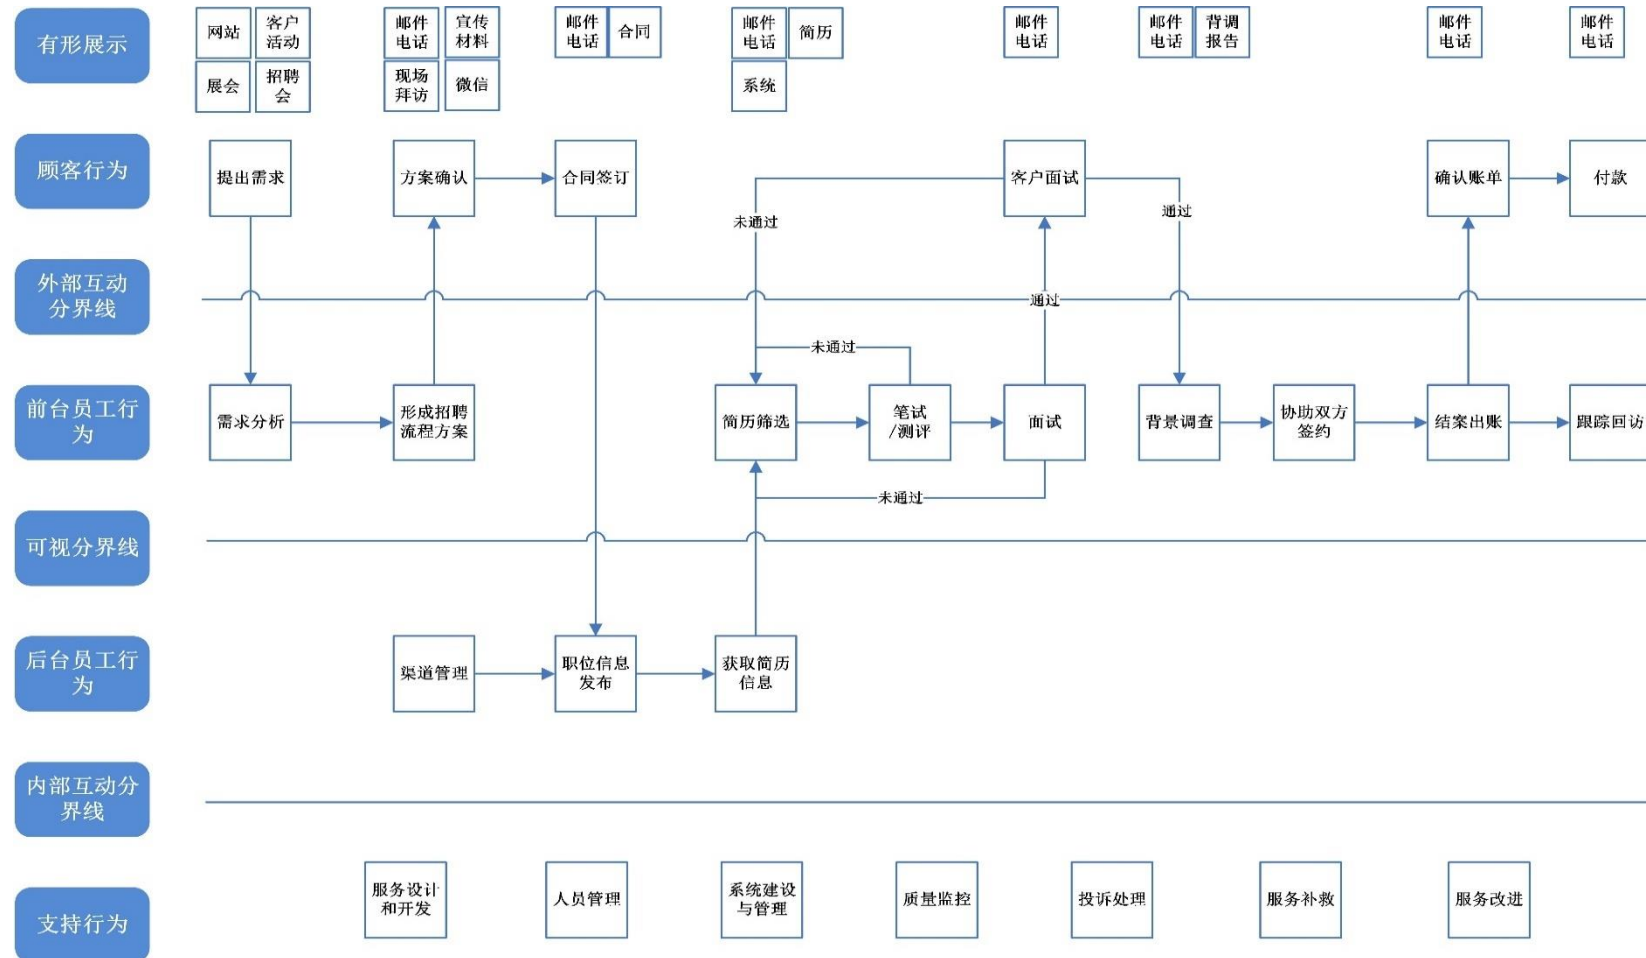 有形展示
网站
客户
活动
邮件
电话
宣传
材料
邮件
电话
合同
邮件
电话
简历
邮件
电话
邮件
电话
背调
报告
邮件
电话
邮件
电话
展会
招聘
会
现场
拜访
微信
系统
顾客行为
提出需求
方案确认
合同签订
客户面试
确认账单
付款
未通过
通过
外部互动
分界线
通过
未通过
前台员工行
为
需求分析
形成招聘
流程方案
简历筛选
笔试
/测评
面试
背景调查
协助双方
签约
结案出账
跟踪回访
未通过
可视分界线
后台员工行
为
渠道管理
职位信息
发布
获取简历
信息
内部互动分
界线
支持行为
服务设计
和开发
人员管理
系统建设
与管理
质量监控
投诉处理
服务补救
服务改进